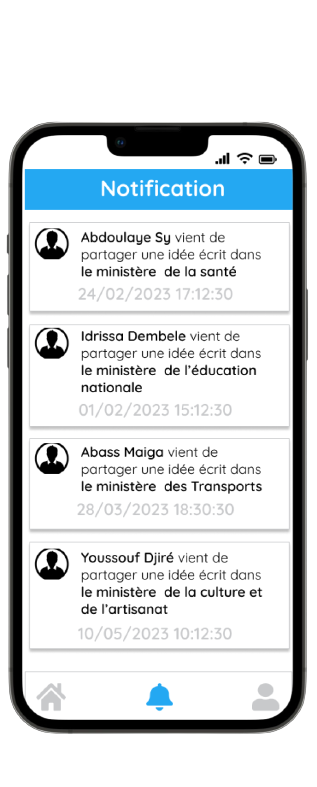 Notification
Abdoulaye Sy vient de
partager une idée écrit dans
le ministère de la santé
24/02/2023 17:12:30
Idrissa Dembele vient de
partager une idée écrit dans
le ministère de l'éducation
nationale
01/02/2023 15:12:30
Abass Maiga vient de
partager une idée écrit dans
le ministère des Transports
28/03/2023 18:30:30
Youssouf Djiré vient de
partager une idée écrit dans
le ministère de la culture et
de l'artisanat
10/05/2023 10:12:30